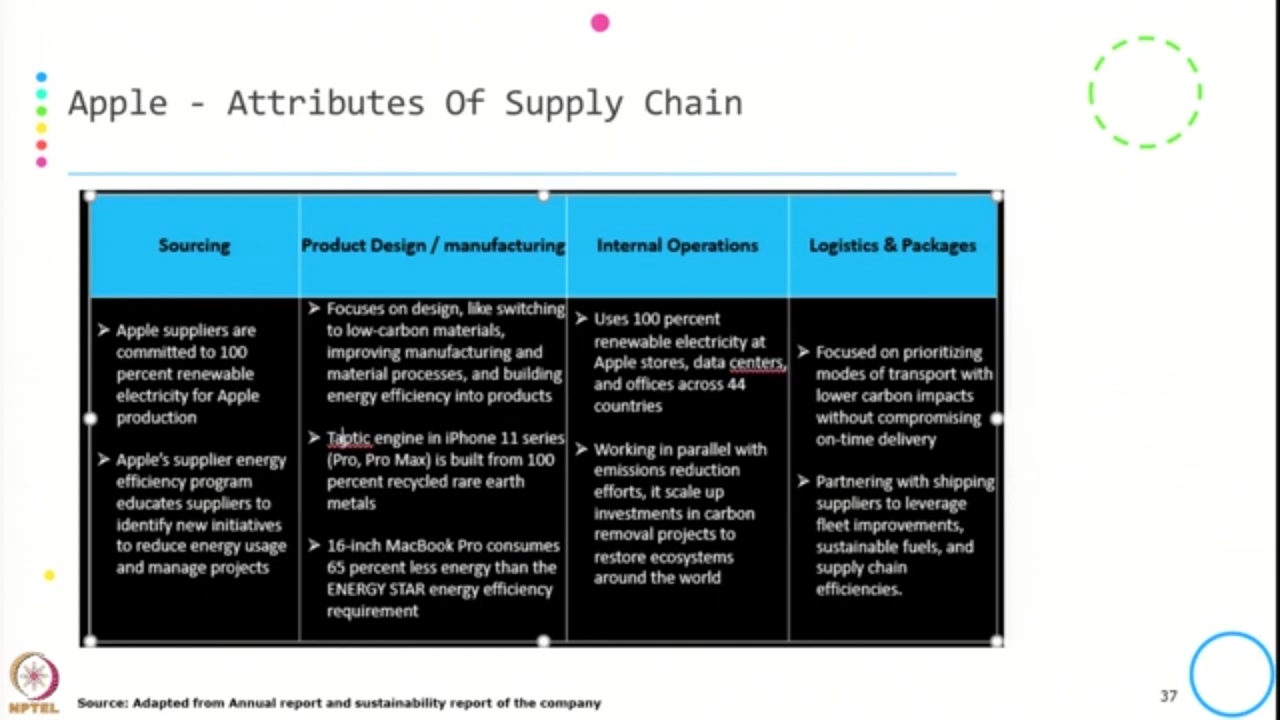 Apple - Attributes Of Supply Chain
Sourcing
Product Design / manufacturing
Internal Operations
Logistics & Packages
➢ Apple suppliers are
committed to 100
percent renewable
electricity for Apple
production
➢ Apple's supplier energy
efficiency program
educates suppliers to
identify new initiatives
to reduce energy usage
and manage projects
➢ Focuses on design, like switching
to low-carbon materials,
improving manufacturing and
material processes, and building
energy efficiency into products
➢ Taptic engine in iPhone 11 series
(Pro, Pro Max) is built from 100
percent recycled rare earth
metals
➢ 16-inch MacBook Pro consumes
65 percent less energy than the
ENERGY STAR energy efficiency
requirement
➢ Uses 100 percent
renewable electricity at
Apple stores, data centers,
and offices across 44
countries
➢ Working in parallel with
emissions reduction
efforts, it scale up
investments in carbon
removal projects to
restore ecosystems
around the world
➢ Focused on prioritizing
modes of transport with
lower carbon impacts
without compromising
on-time delivery
➢ Partnering with shipping
suppliers to leverage
fleet improvements,
sustainable fuels, and
supply chain
efficiencies.
NPTEL
Source: Adapted from Annual report and sustainability report of the company
37